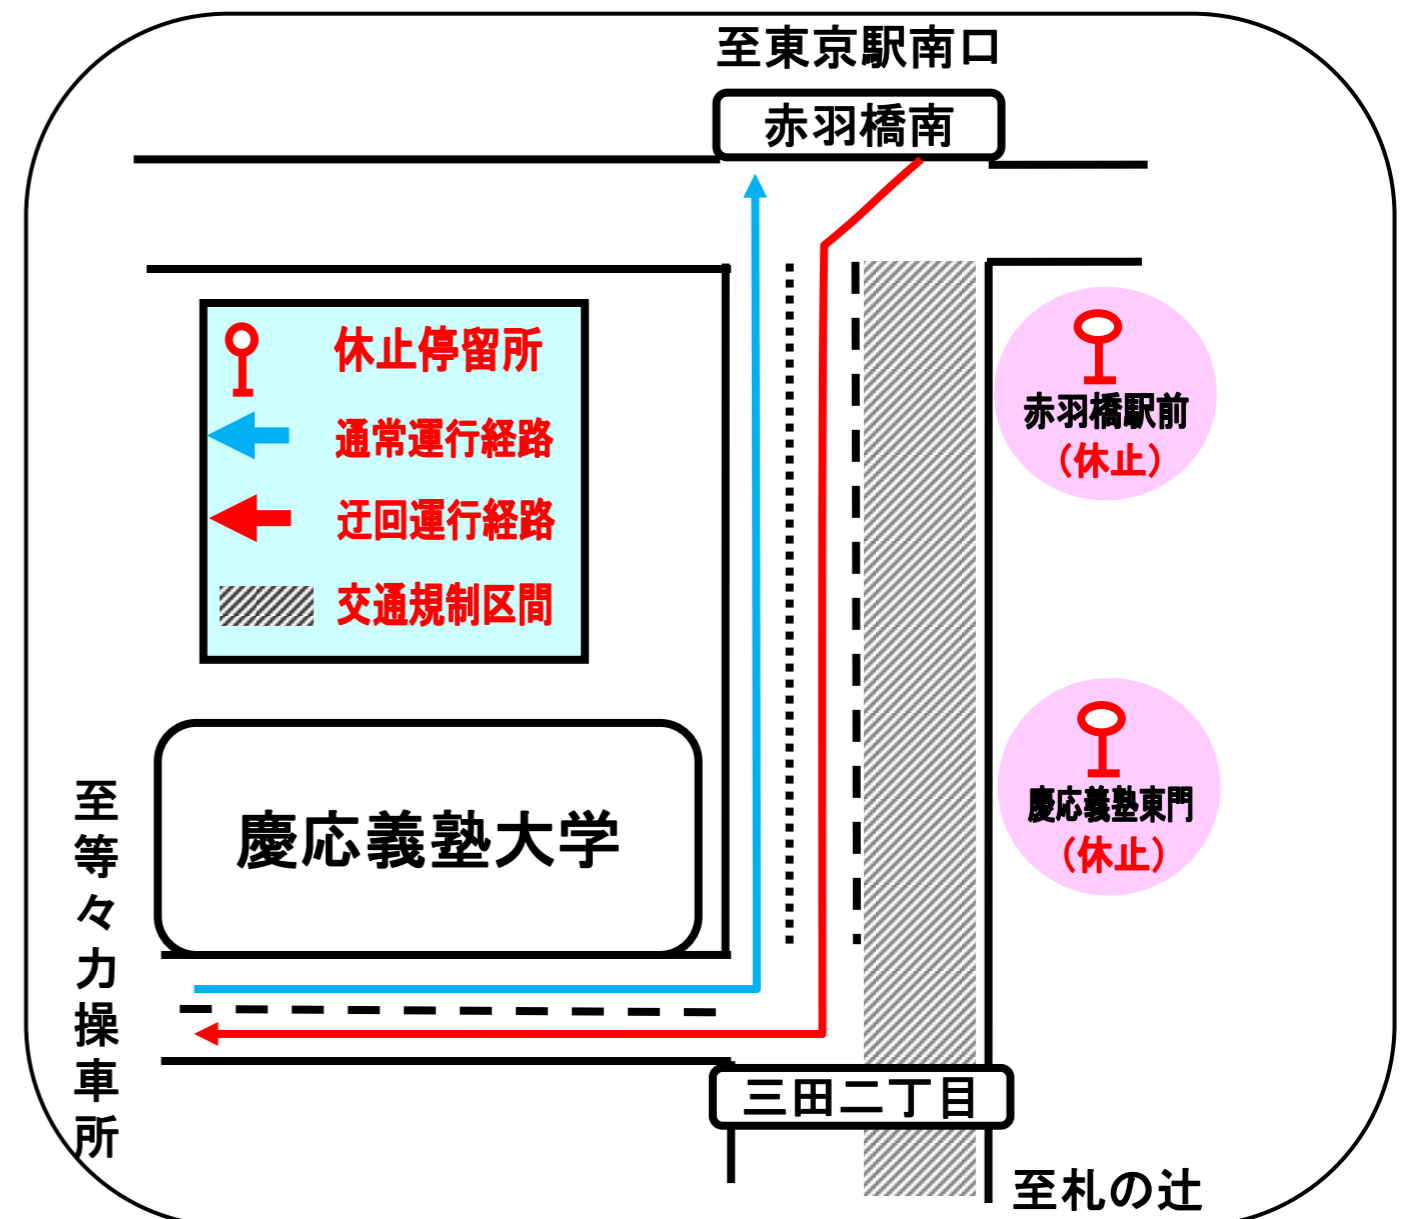 至東京駅南口
赤羽橋南
休止停留所
通常運行経路
迂回運行経路
交通規制区間
赤羽橋駅前
（休止）
慶応義塾東門
（休止）
慶応義塾大学
至等々力操車所
三田二丁目
至札の辻